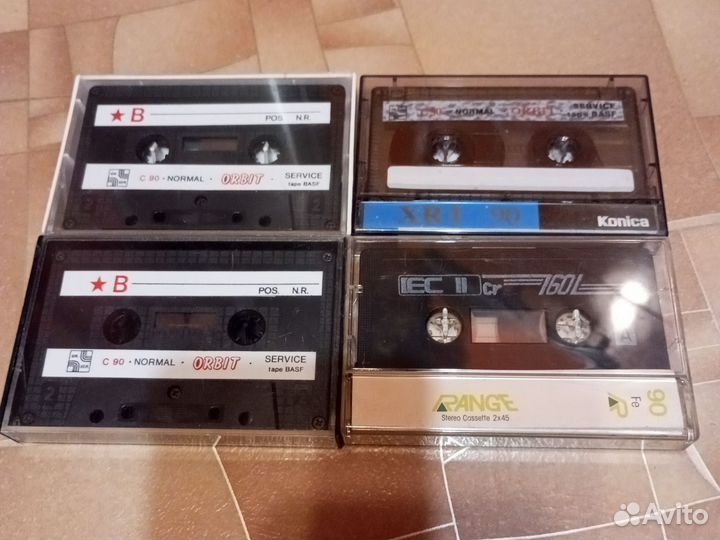 ★ B
POS. N.R.
C 90 · NORMAL · ORBIT · SERVICE
tape BASF
C 90 · NORMAL · ORBIT · SERVICE
tape BASF
XR-I 90
Konica
★ B
POS. N.R.
C 90 · NORMAL · ORBIT · SERVICE
tape BASF
2
IEC II Cr 160L
A
RANGE
Stereo Cassette 2x45
Fe
90
Avito